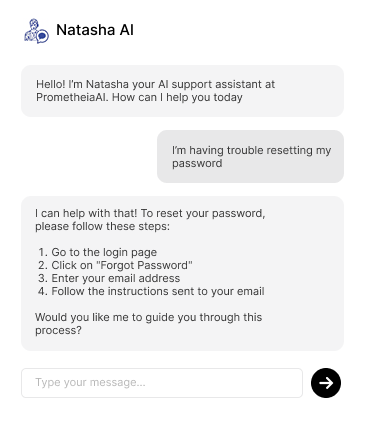 Natasha AI
Hello! I’m Natasha your AI support assistant at
PrometheiaAI. How can I help you today
I’m having trouble resetting my
password
I can help with that! To reset your password,
please follow these steps:
1. Go to the login page
2. Click on "Forgot Password"
3. Enter your email address
4. Follow the instructions sent to your email
Would you like me to guide you through this
process?
Type your message...